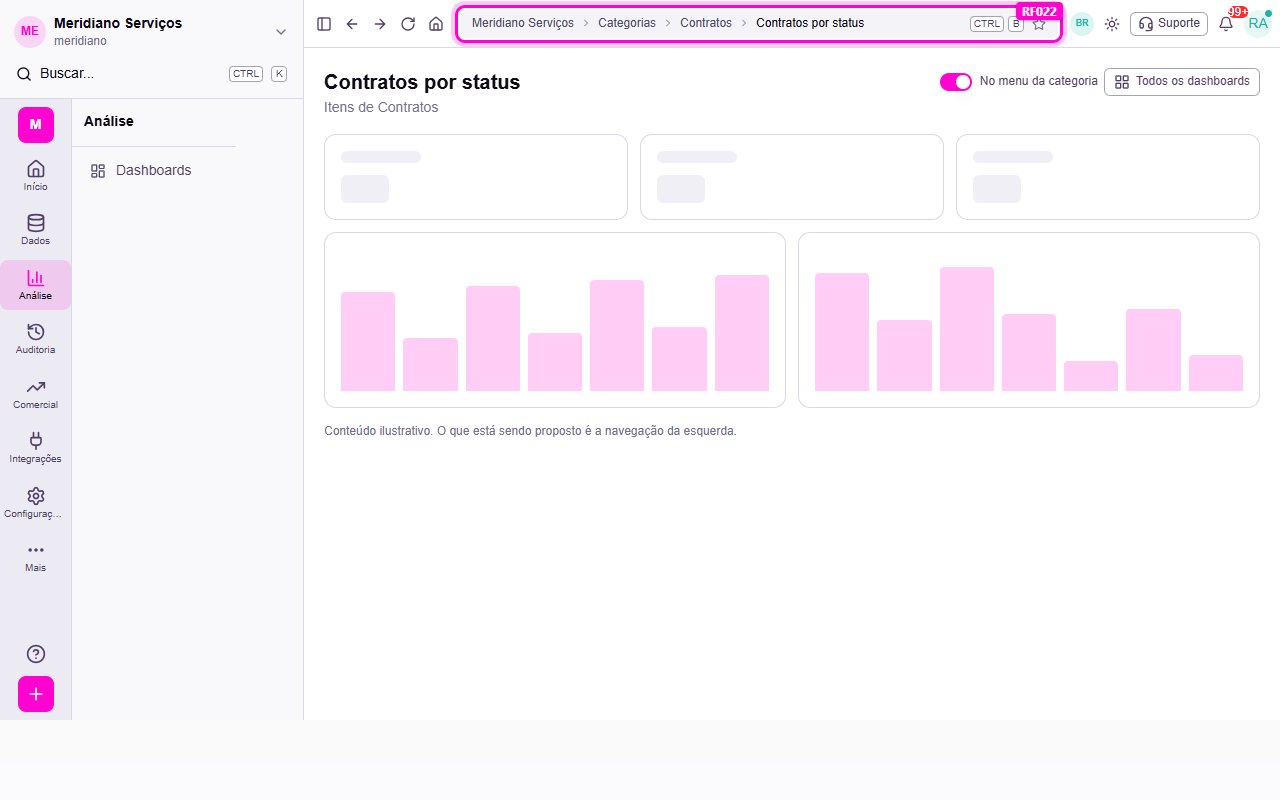 ME
Meridiano Serviços
meridiano
Buscar...
CTRL K
Meridiano Serviços > Categorias > Contratos > Contratos por status
CTRL B
RF022
BR
Suporte
99+
RA
M
Início
Dados
Análise
Auditoria
Comercial
Integrações
Configuraç...
Mais
Análise
Dashboards
Contratos por status
Itens de Contratos
No menu da categoria
Todos os dashboards
Conteúdo ilustrativo. O que está sendo proposto é a navegação da esquerda.